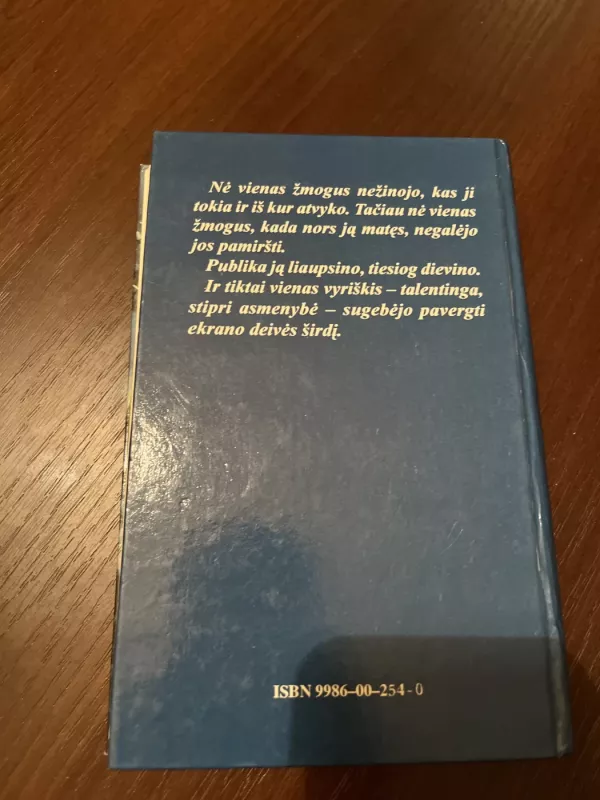 Nė vienas žmogus nežinojo, kas ji
tokia ir iš kur atvyko. Tačiau nė vienas
žmogus, kada nors ją matęs, negalėjo
jos pamiršti.
Publika ją liaupsino, tiesiog dievino.
Ir tiktai vienas vyriškis – talentinga,
stipri asmenybė – sugebėjo pavergti
ekrano deivės širdį.
ISBN 9986–00–254-0